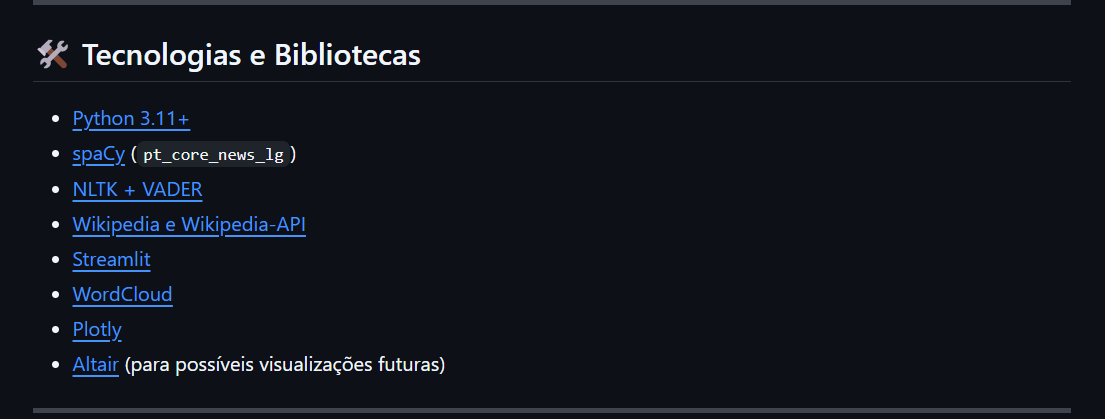 🛠️ Tecnologias e Bibliotecas
Python 3.11+
spaCy (pt_core_news_lg)
NLTK + VADER
Wikipedia e Wikipedia-API
Streamlit
WordCloud
Plotly
Altair (para possíveis visualizações futuras)